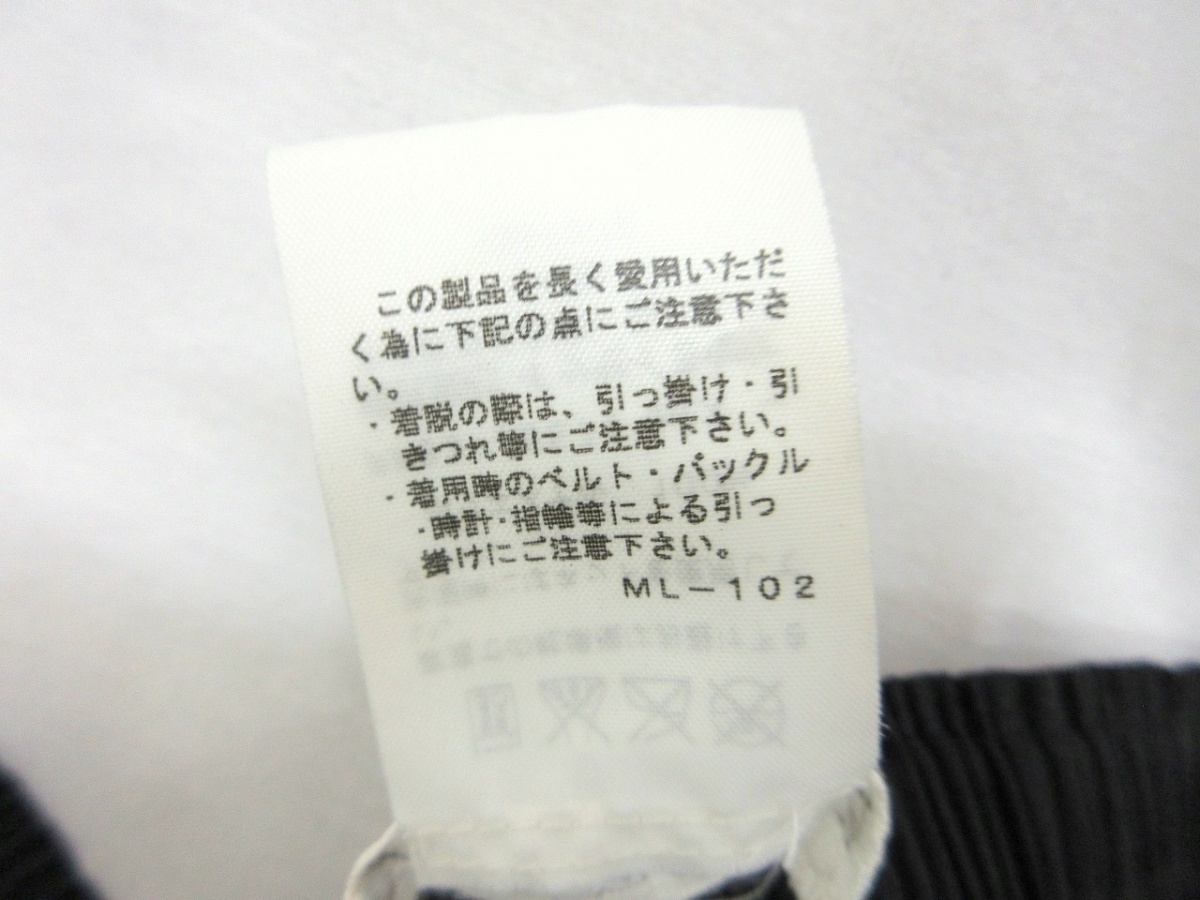 この製品を長く愛用いただ
く為に下記の点にご注意下さ
い。
・着脱の際は、引っ掛け・引
きつれ等にご注意下さい。
・着用時のベルト・バックル
・時計・指輪等による引っ
掛けにご注意下さい。
ML－102